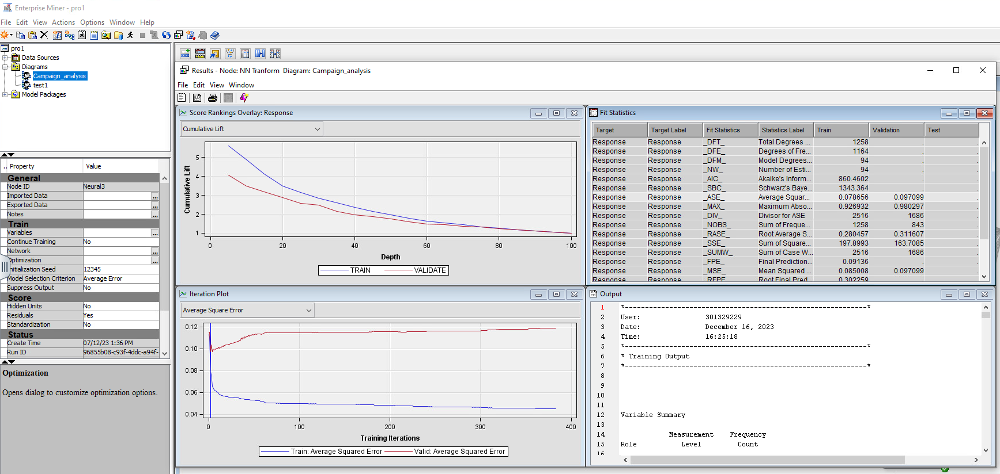 Enterprise Miner - pro1
File Edit View Actions Options Window Help
pro1
Data Sources
Diagrams
Campaign_analysis
test1
Model Packages
.. Property Value
General
Node ID Neural3
Imported Data ...
Exported Data ...
Notes ...
Train
Variables ...
Continue Training No
Network ...
Optimization ...
Initialization Seed 12345
Model Selection Criterion Average Error
Suppress Output No
Score
Hidden Units No
Residuals Yes
Standardization No
Status
Create Time 07/12/23 1:36 PM
Run ID 96855b08-c93f-4ddc-a94f-
Optimization
Opens dialog to customize optimization options.
Results - Node: NN Tranform Diagram: Campaign_analysis
File Edit View Window
Score Rankings Overlay: Response
Cumulative Lift
Cumulative Lift
5
4
3
2
1
0 20 40 60 80 100
Depth
TRAIN VALIDATE
Fit Statistics
Target Target Label Fit Statistics Statistics Label Train Validation Test
Response Response _DFT_ Total Degrees ... 1258 . .
Response Response _DFE_ Degrees of Fre... 1164 . .
Response Response _DFM_ Model Degrees... 94 . .
Response Response _NW_ Number of Esti... 94 . .
Response Response _AIC_ Akaike's Inform... 860.4602 . .
Response Response _SBC_ Schwarz's Baye... 1343.364 . .
Response Response _ASE_ Average Squar... 0.078656 0.097099 .
Response Response _MAX_ Maximum Abso... 0.926932 0.980297 .
Response Response _DIV_ Divisor for ASE 2516 1686 .
Response Response _NOBS_ Sum of Freque... 1258 843 .
Response Response _RASE_ Root Average S... 0.280457 0.311607 .
Response Response _SSE_ Sum of Square... 197.8993 163.7085 .
Response Response _SUMW_ Sum of Case W... 2516 1686 .
Response Response _FPE_ Final Prediction... 0.09136 . .
Response Response _MSE_ Mean Squared ... 0.085008 0.097099 .
Response Response _RFPE_ Root Final Pred... 0.302259 . .
Iteration Plot
Average Square Error
0.12
0.10
0.08
0.06
0.04
0 100 200 300 400
Training Iterations
Train: Average Squared Error Valid: Average Squared Error
Output
1 *------------------------------------------------------------*
2 User: 301329229
3 Date: December 16, 2023
4 Time: 16:25:18
5 *------------------------------------------------------------*
6 * Training Output
7 *------------------------------------------------------------*
8
9
10
11
12 Variable Summary
13
14 Measurement Frequency
15 Role Level Count
16